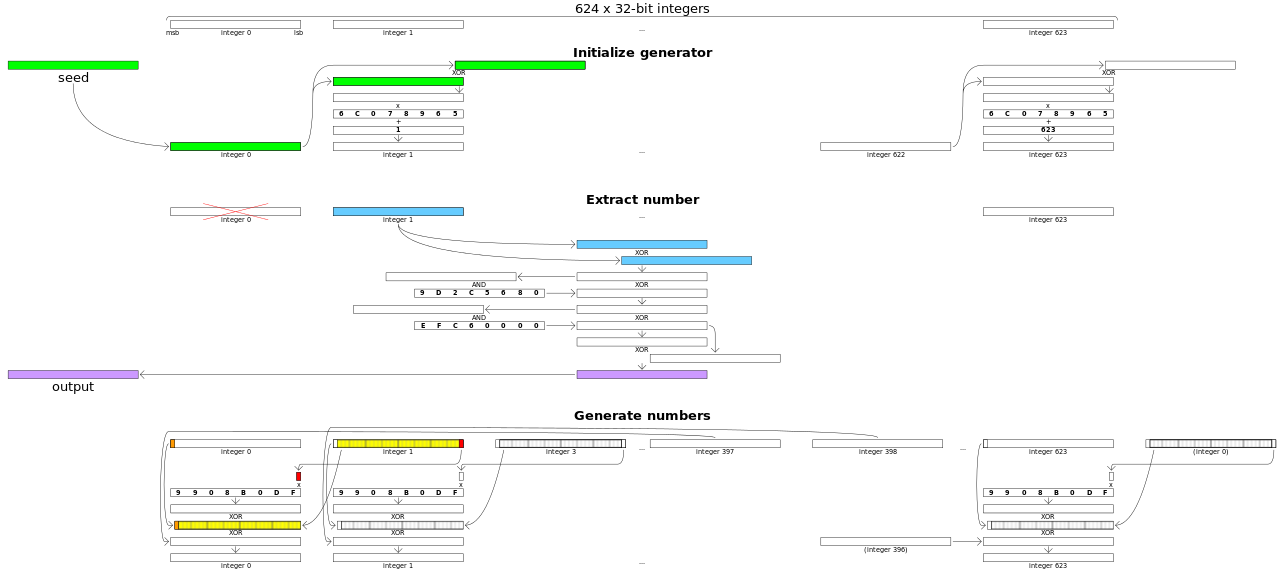 624 x 32-bit integers
msb integer 0 lsb integer 1 ... integer 623
Initialize generator
seed XOR XOR
x x
6 C 0 7 8 9 6 5 6 C 0 7 8 9 6 5
+ +
1 623
integer 0 integer 1 ... integer 622 integer 623
Extract number
integer 0 integer 1 ... integer 623
XOR
AND XOR
9 D 2 C 5 6 8 0
AND XOR
E F C 6 0 0 0 0
XOR
output
Generate numbers
integer 0 integer 1 integer 3 integer 397 integer 398 ... integer 623 (integer 0)
x x x
9 9 0 8 B 0 D F 9 9 0 8 B 0 D F 9 9 0 8 B 0 D F
XOR XOR XOR
XOR XOR XOR
(integer 396)
integer 0 integer 1 ... integer 623